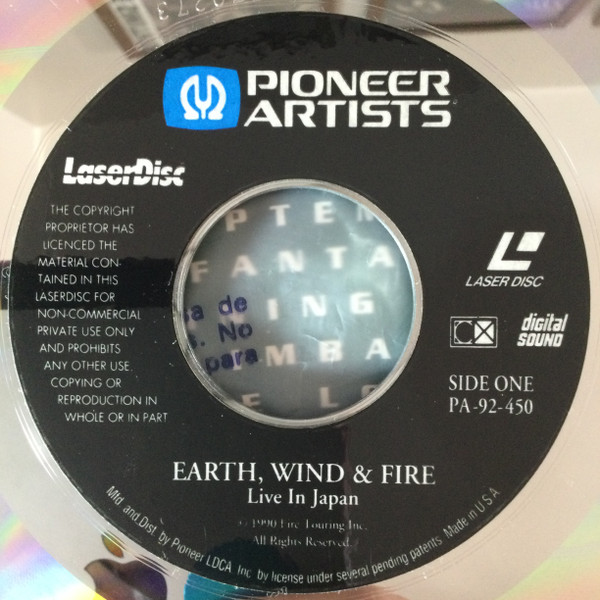 PIONEER
ARTISTS
LaserDisc
THE COPYRIGHT
PROPRIETOR HAS
LICENCED THE
MATERIAL CON-
TAINED IN THIS
LASERDISC FOR
NON-COMMERCIAL
PRIVATE USE ONLY
AND PROHIBITS
ANY OTHER USE,
COPYING OR
REPRODUCTION IN
WHOLE OR IN PART
LASER DISC
CX
digital
SOUND
SIDE ONE
PA-92-450
PTEM
FANTA
ING
MBA
de
s. No
para
EARTH, WIND & FIRE
Live In Japan
© 1990 Fire Touring Inc.
All Rights Reserved.
Mfd. and Dist. by Pioneer LDCA, Inc. by license under several pending patents. Made in U.S.A.